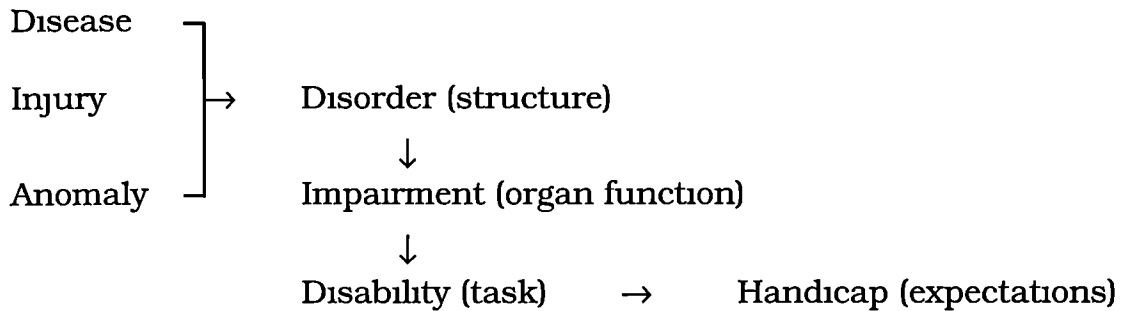 Disease
Injury → Disorder (structure)
↓
Anomaly Impairment (organ function)
↓
Disability (task) → Handicap (expectations)